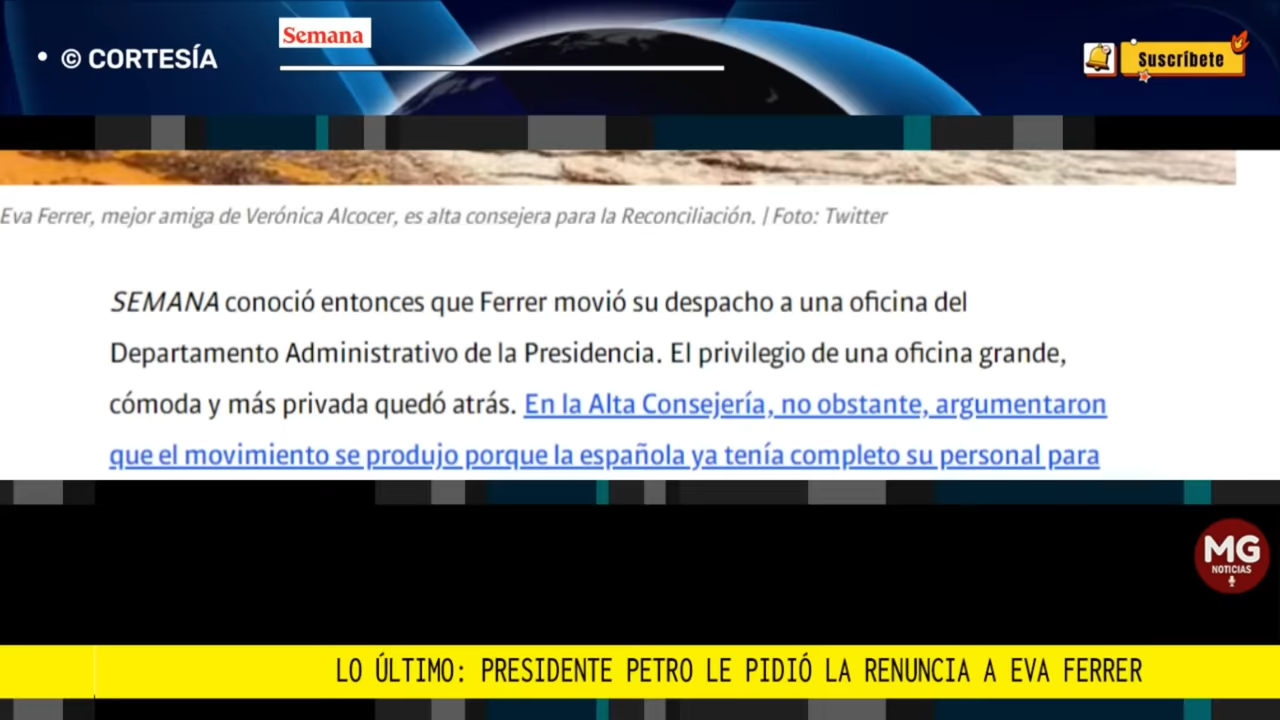 • © CORTESÍA
Semana
Suscríbete
Eva Ferrer, mejor amiga de Verónica Alcocer, es alta consejera para la Reconciliación. | Foto: Twitter
SEMANA conoció entonces que Ferrer movió su despacho a una oficina del
Departamento Administrativo de la Presidencia. El privilegio de una oficina grande,
cómoda y más privada quedó atrás. En la Alta Consejería, no obstante, argumentaron
que el movimiento se produjo porque la española ya tenía completo su personal para
MG
NOTICIAS
LO ÚLTIMO: PRESIDENTE PETRO LE PIDIÓ LA RENUNCIA A EVA FERRER